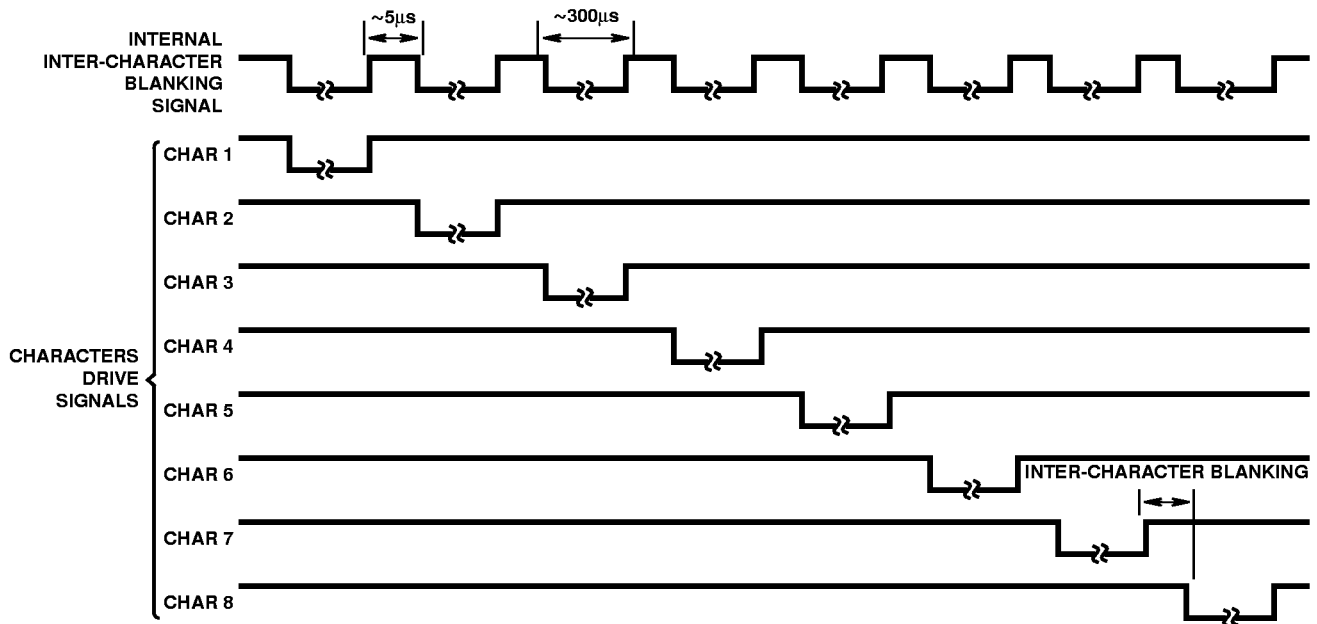 ~5µs
~300µs
INTERNAL
INTER-CHARACTER
BLANKING
SIGNAL
CHAR 1
CHAR 2
CHAR 3
CHAR 4
CHARACTERS
DRIVE
SIGNALS
CHAR 5
CHAR 6
INTER-CHARACTER BLANKING
CHAR 7
CHAR 8